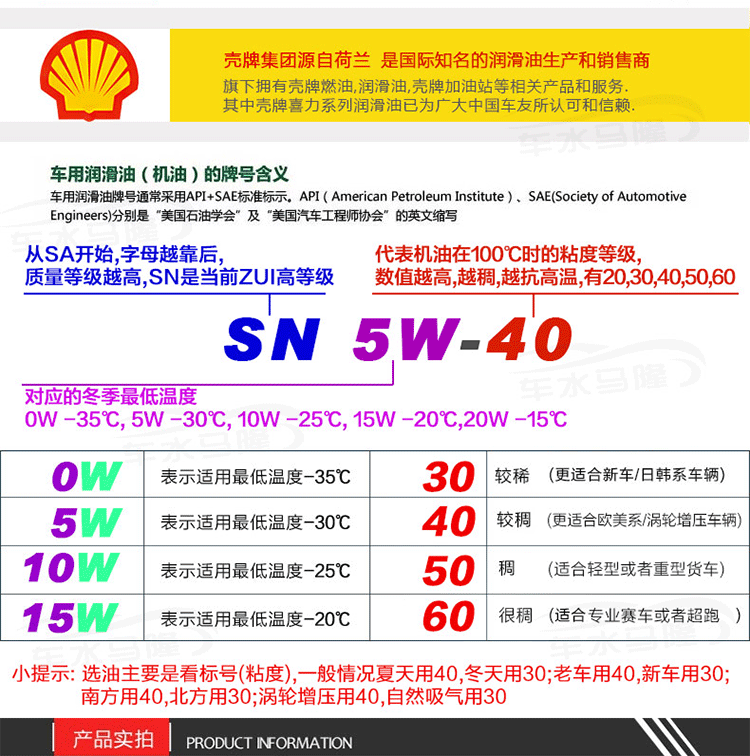 壳牌集团源自荷兰 是国际知名的润滑油生产和销售商
旗下拥有壳牌燃油,润滑油,壳牌加油站等相关产品和服务.
其中壳牌喜力系列润滑油已为广大中国车友所认可和信赖.
车用润滑油（机油）的牌号含义
车用润滑油牌号通常采用API+SAE标准标示。API（American Petroleum Institute）、SAE(Society of Automotive
Engineers)分别是“美国石油学会”及“美国汽车工程师协会”的英文缩写
从SA开始,字母越靠后,
质量等级越高,SN是当前ZUI高等级
代表机油在100℃时的粘度等级,
数值越高,越稠,越抗高温,有20,30,40,50,60
SN 5W-40
对应的冬季最低温度
0W -35℃, 5W -30℃, 10W -25℃, 15W -20℃,20W -15℃
0W 表示适用最低温度-35℃ 30 较稀 (更适合新车/日韩系车辆)
5W 表示适用最低温度-30℃ 40 较稠 (更适合欧美系/涡轮增压车辆)
10W 表示适用最低温度-25℃ 50 稠 (适合轻型或者重型货车)
15W 表示适用最低温度-20℃ 60 很稠 (适合专业赛车或者超跑 )
小提示: 选油主要是看标号(粘度),一般情况夏天用40,冬天用30;老车用40,新车用30;
南方用40,北方用30;涡轮增压用40,自然吸气用30
产品实拍 PRODUCT INFORMATION
车水马隆
车水马隆
车水马隆
车水马隆
车水马隆
车水马隆